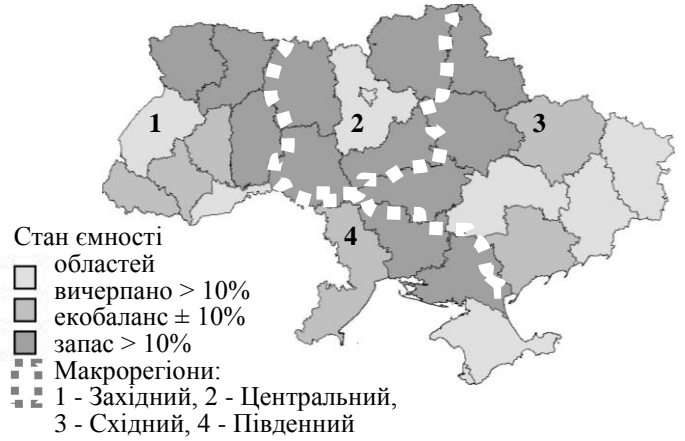 1
2
3
4
Стан ємності
областей
вичерпано > 10%
екобаланс ± 10%
запас > 10%
Макрорегіони:
1 - Західний, 2 - Центральний,
3 - Східний, 4 - Південний